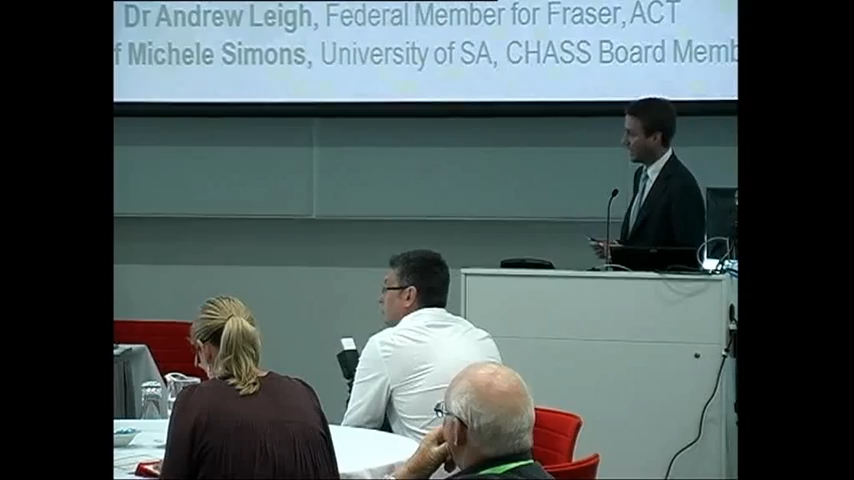 Dr Andrew Leigh, Federal Member for Fraser, ACT
f Michele Simons, University of SA, CHASS Board Memb